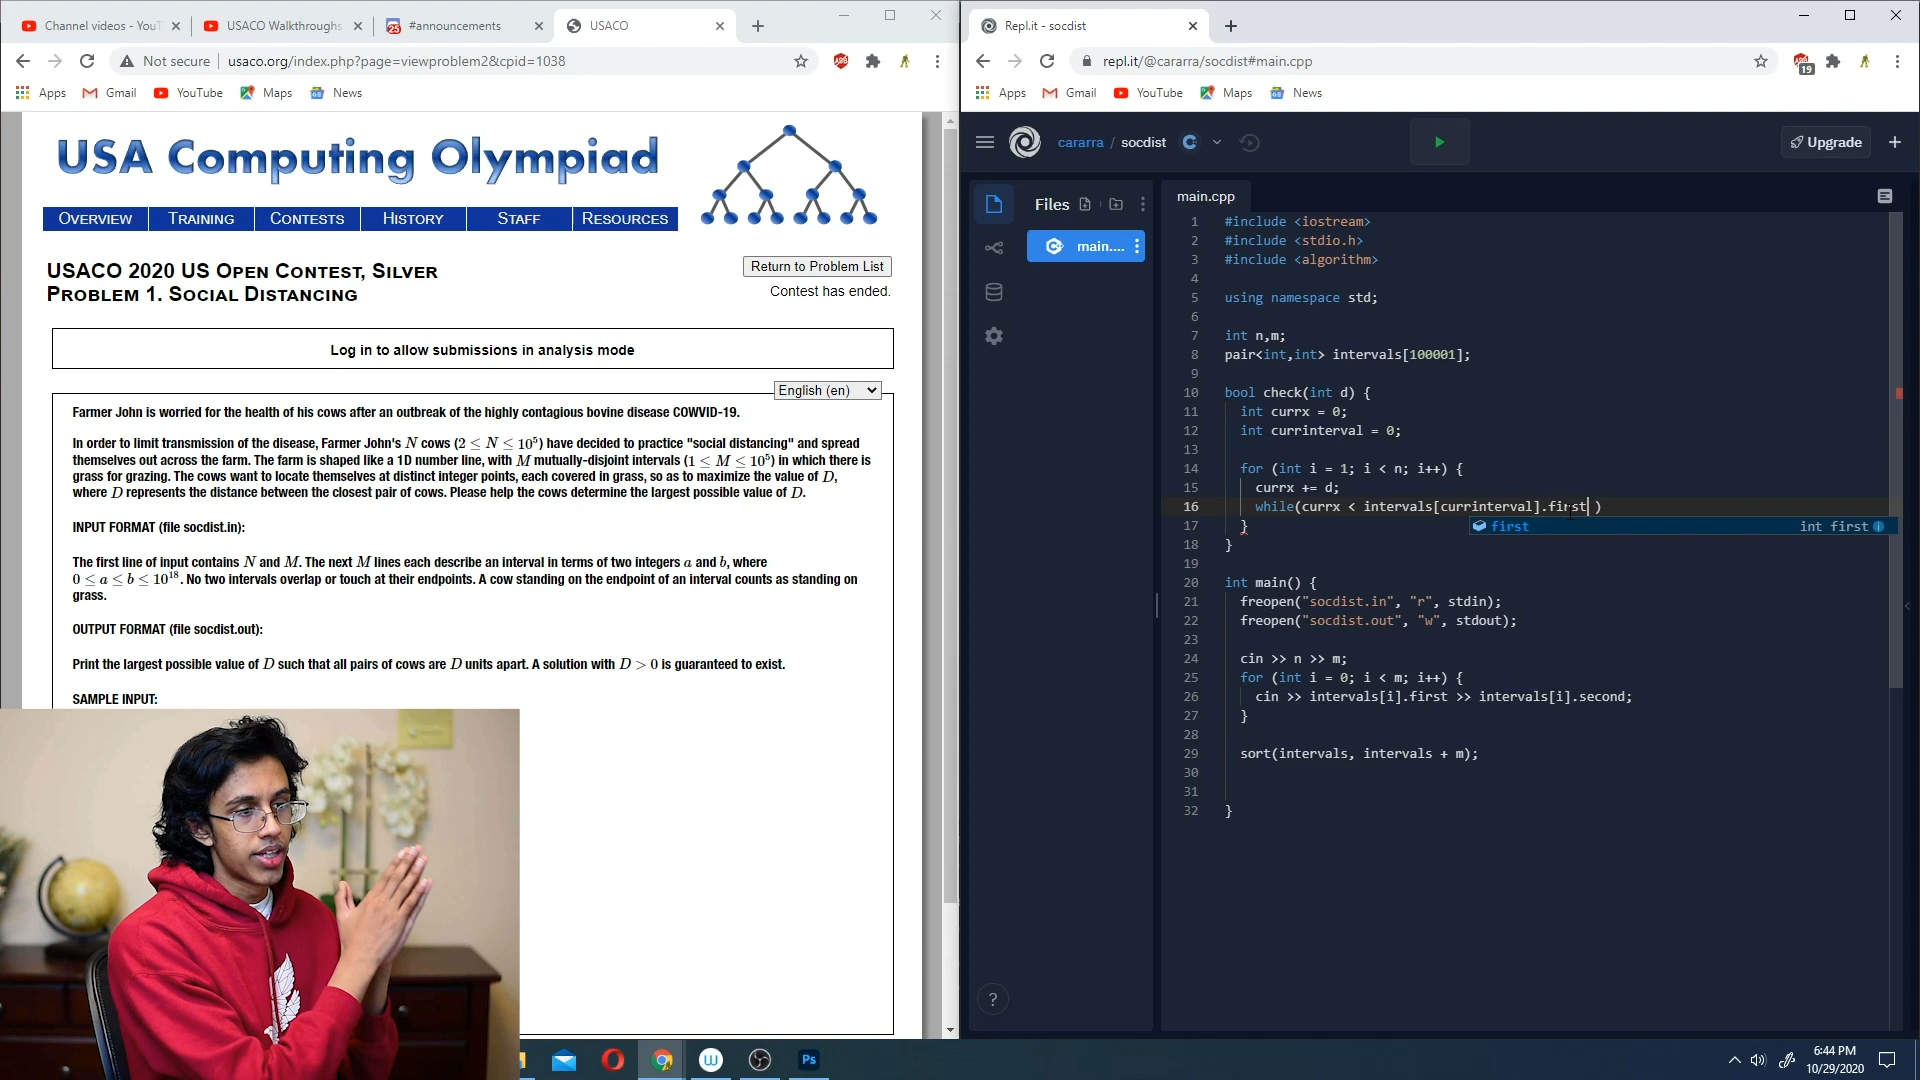 Channel videos - YouT
USACO Walkthroughs
25
#announcements
USACO
Repl.it - socdist
Not secure
usaco.org/index.php?page=viewproblem2&cpid=1038
ABP
repl.it/@cararra/socdist#main.cpp
19
Apps
Gmail
YouTube
Maps
News
Apps
Gmail
YouTube
Maps
News
USA Computing Olympiad
OVERVIEW
TRAINING
CONTESTS
HISTORY
STAFF
RESOURCES
USACO 2020 US OPEN CONTEST, SILVER
PROBLEM 1. SOCIAL DISTANCING
Return to Problem List
Contest has ended.
Log in to allow submissions in analysis mode
English (en)
Farmer John is worried for the health of his cows after an outbreak of the highly contagious bovine disease COWVID-19.
In order to limit transmission of the disease, Farmer John's N cows (2 ≤ N ≤ 10⁵) have decided to practice "social distancing" and spread
themselves out across the farm. The farm is shaped like a 1D number line, with M mutually-disjoint intervals (1 ≤ M ≤ 10⁵) in which there is
grass for grazing. The cows want to locate themselves at distinct integer points, each covered in grass, so as to maximize the value of D,
where D represents the distance between the closest pair of cows. Please help the cows determine the largest possible value of D.
INPUT FORMAT (file socdist.in):
The first line of input contains N and M. The next M lines each describe an interval in terms of two integers a and b, where
0 ≤ a ≤ b ≤ 10¹⁸. No two intervals overlap or touch at their endpoints. A cow standing on the endpoint of an interval counts as standing on
grass.
OUTPUT FORMAT (file socdist.out):
Print the largest possible value of D such that all pairs of cows are D units apart. A solution with D > 0 is guaranteed to exist.
SAMPLE INPUT:
cararra / socdist
Upgrade
Files
main....
main.cpp
1 #include <iostream>
2 #include <stdio.h>
3 #include <algorithm>
4
5 using namespace std;
6
7 int n,m;
8 pair<int,int> intervals[100001];
9
10 bool check(int d) {
11 int currx = 0;
12 int currinterval = 0;
13
14 for (int i = 1; i < n; i++) {
15 currx += d;
16 while(currx < intervals[currinterval].first )
first int first
17 }
18 }
19
20 int main() {
21 freopen("socdist.in", "r", stdin);
22 freopen("socdist.out", "w", stdout);
23
24 cin >> n >> m;
25 for (int i = 0; i < m; i++) {
26 cin >> intervals[i].first >> intervals[i].second;
27 }
28
29 sort(intervals, intervals + m);
30
31
32 }
?
Ps
6:44 PM
10/29/2020